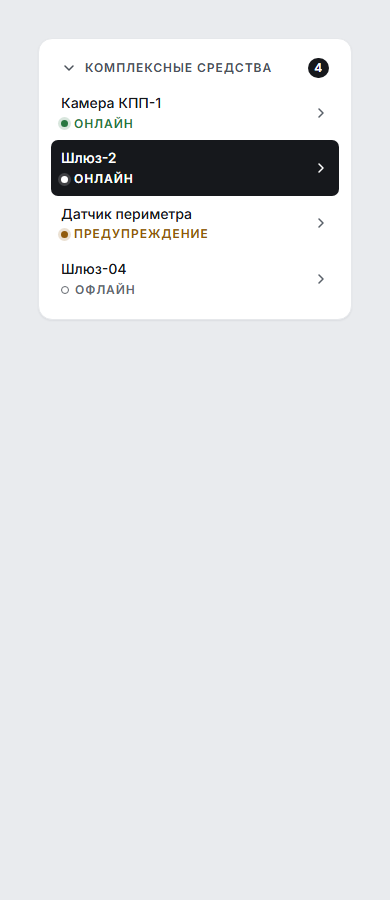 КОМПЛЕКСНЫЕ СРЕДСТВА 4
Камера КПП-1
ОНЛАЙН
Шлюз-2
ОНЛАЙН
Датчик периметра
ПРЕДУПРЕЖДЕНИЕ
Шлюз-04
ОФЛАЙН